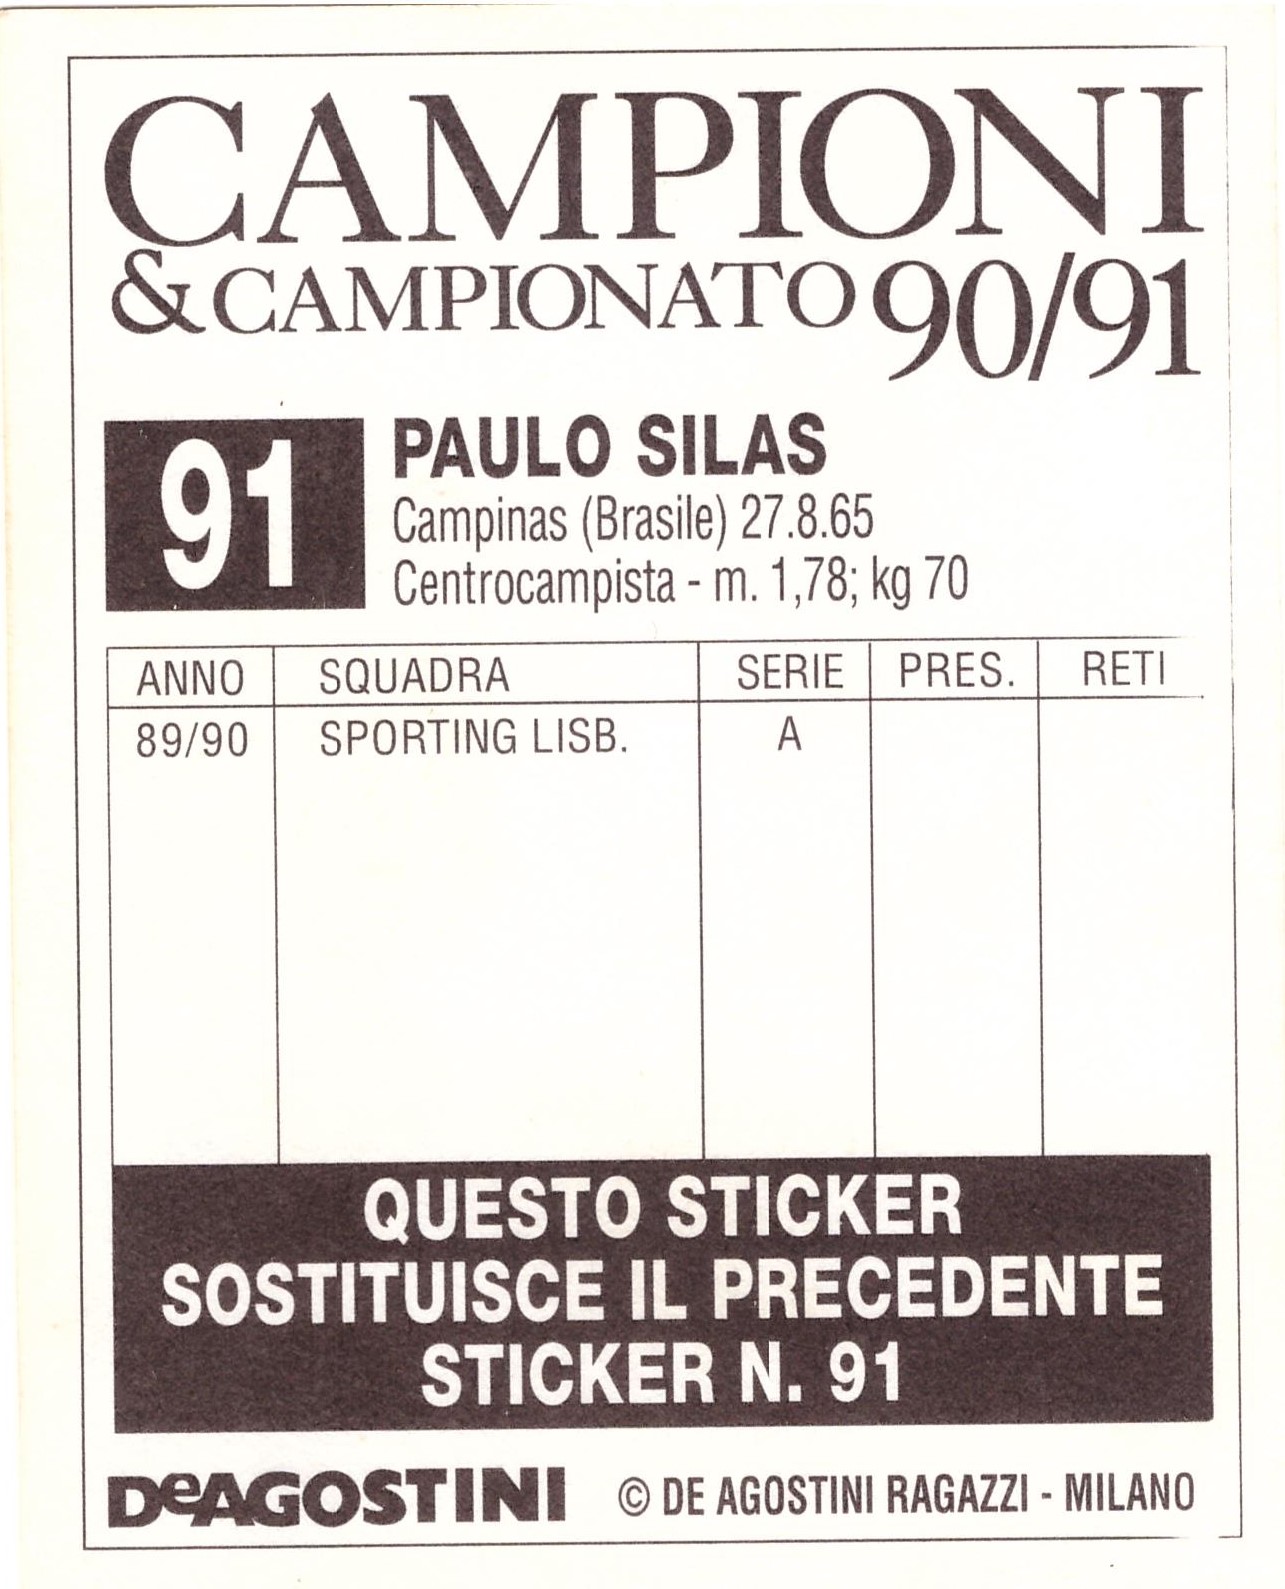 CAMPIONI
& CAMPIONATO 90/91
91
PAULO SILAS
Campinas (Brasile) 27.8.65
Centrocampista - m. 1,78; kg 70
ANNO SQUADRA SERIE PRES. RETI
89/90 SPORTING LISB. A
QUESTO STICKER
SOSTITUISCE IL PRECEDENTE
STICKER N. 91
DeAGOSTINI © DE AGOSTINI RAGAZZI - MILANO